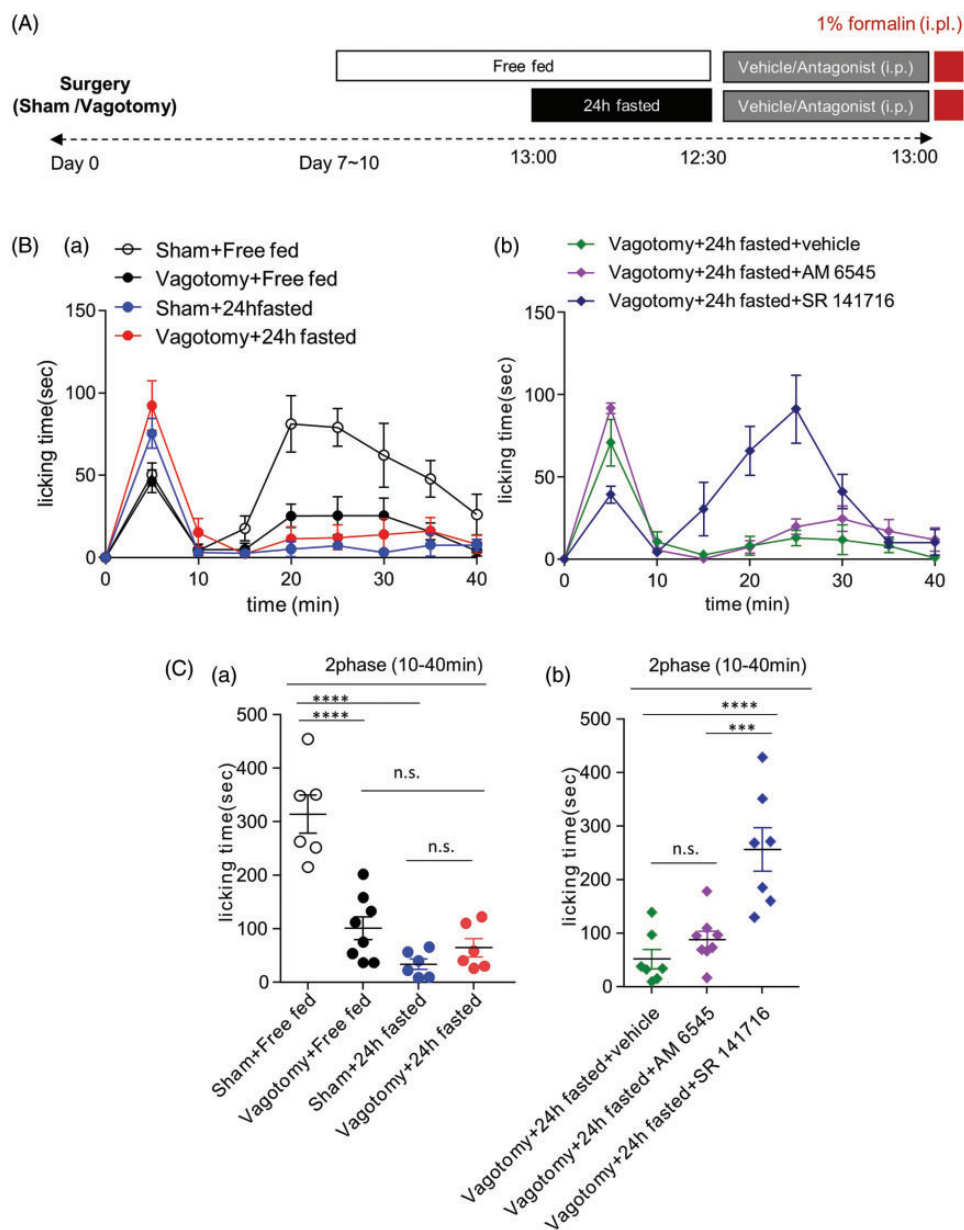 (A)
1% formalin (i.pl.)
Surgery
(Sham /Vagotomy)
Free fed
Vehicle/Antagonist (i.p.)
24h fasted
Vehicle/Antagonist (i.p.)
Day 0
Day 7~10
13:00
12:30
13:00
(B)
(a)
Sham+Free fed
Vagotomy+Free fed
Sham+24hfasted
Vagotomy+24h fasted
licking time(sec)
150
100
50
0
0
10
20
30
40
time (min)
(b)
Vagotomy+24h fasted+vehicle
Vagotomy+24h fasted+AM 6545
Vagotomy+24h fasted+SR 141716
licking time(sec)
150
100
50
0
0
10
20
30
40
time (min)
(C)
(a)
2phase (10-40min)
****
****
n.s.
n.s.
licking time(sec)
500
400
300
200
100
0
Sham+Free fed
Vagotomy+Free fed
Sham+24h fasted
Vagotomy+24h fasted
(b)
2phase (10-40min)
****
***
n.s.
licking time(sec)
500
400
300
200
100
0
Vagotomy+24h fasted+vehicle
Vagotomy+24h fasted+AM 6545
Vagotomy+24h fasted+SR 141716